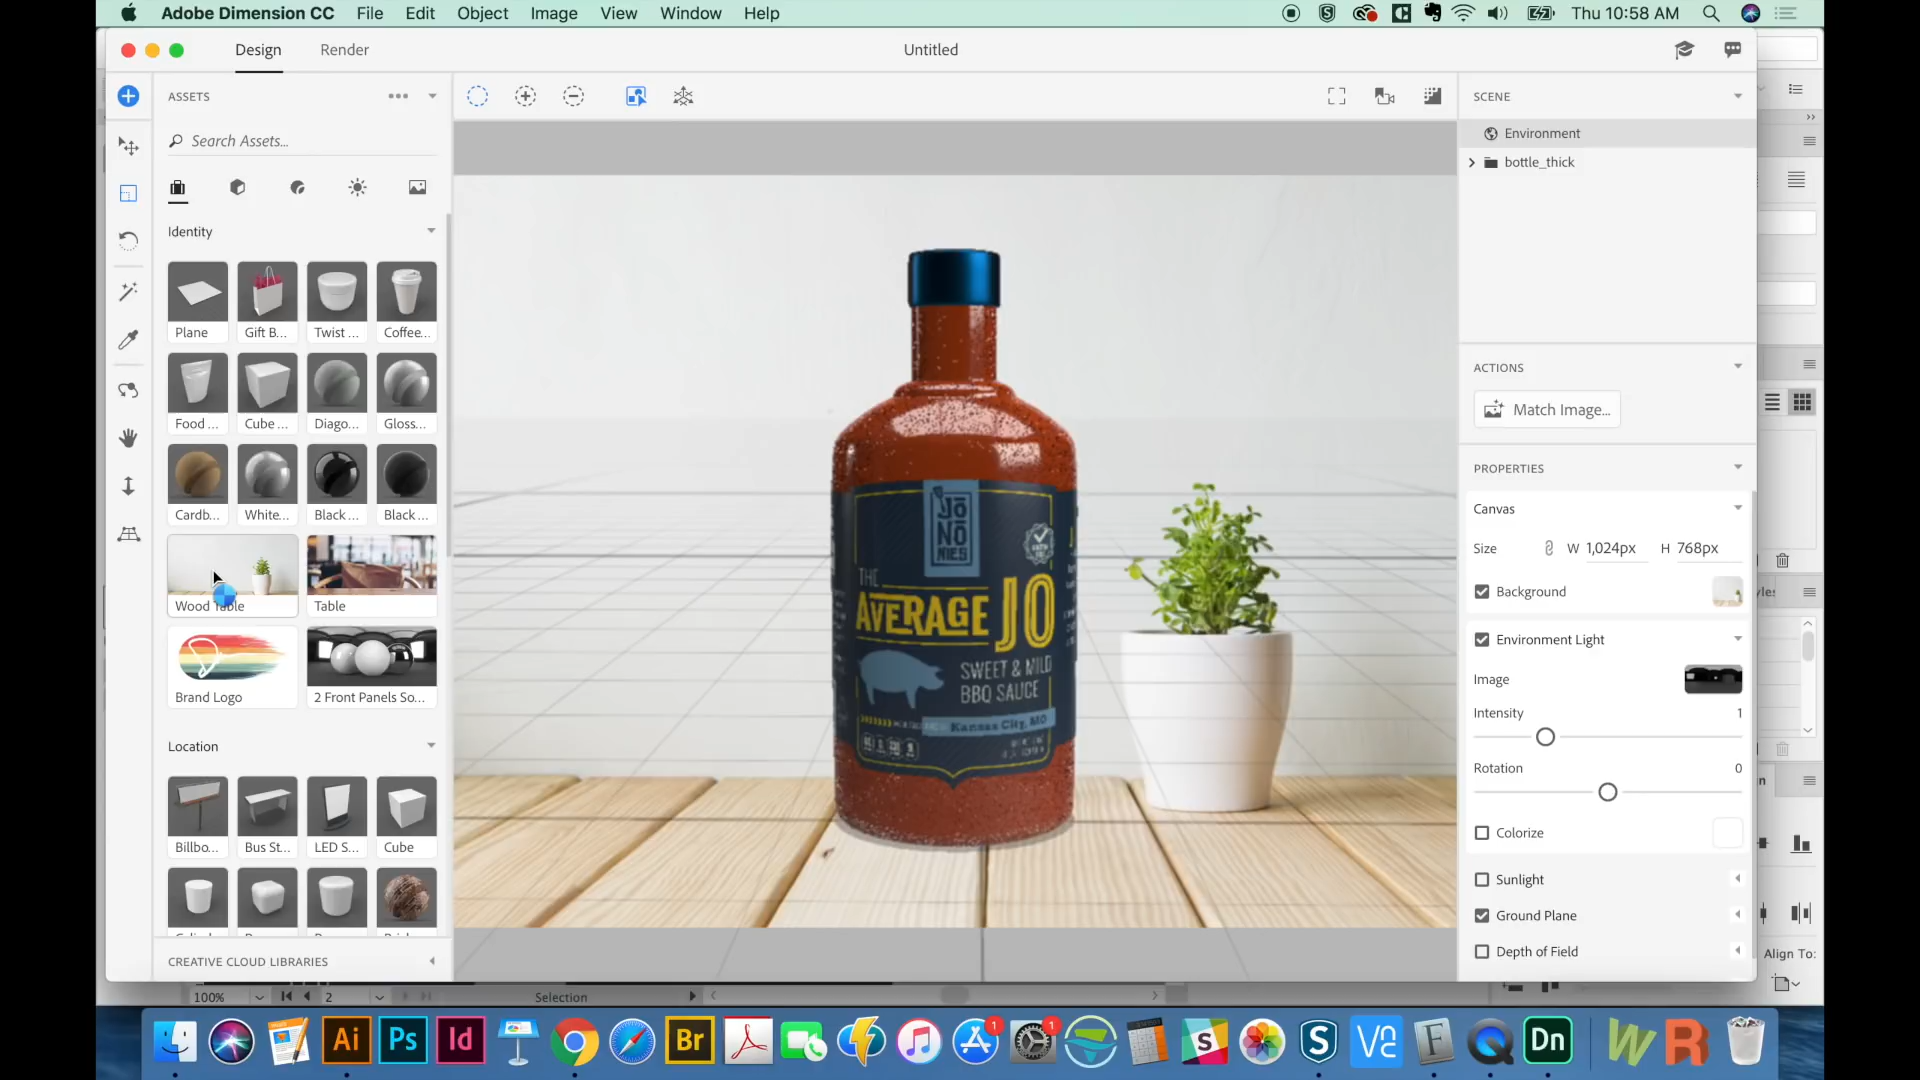 Adobe Dimension CC File Edit Object Image View Window Help
Thu 10:58 AM
Design Render Untitled
ASSETS
Search Assets...
Identity
Plane Gift B... Twist ... Coffee...
Food ... Cube ... Diago... Gloss...
Cardb... White... Black ... Black ...
Wood Table Table
Brand Logo 2 Front Panels So...
Location
Billbo... Bus St... LED S... Cube
CREATIVE CLOUD LIBRARIES
JO
NO
NIES
THE
AVERAGE JO
SWEET & MILD
BBQ SAUCE
Kansas City, MO
SCENE
Environment
bottle_thick
ACTIONS
Match Image...
PROPERTIES
Canvas
Size W 1,024px H 768px
Background
Environment Light
Image
Intensity 1
Rotation 0
Colorize
Sunlight
Ground Plane
Depth of Field
Align To:
100% 2 Selection
Ai Ps Id Br 1 1 S Dn W R